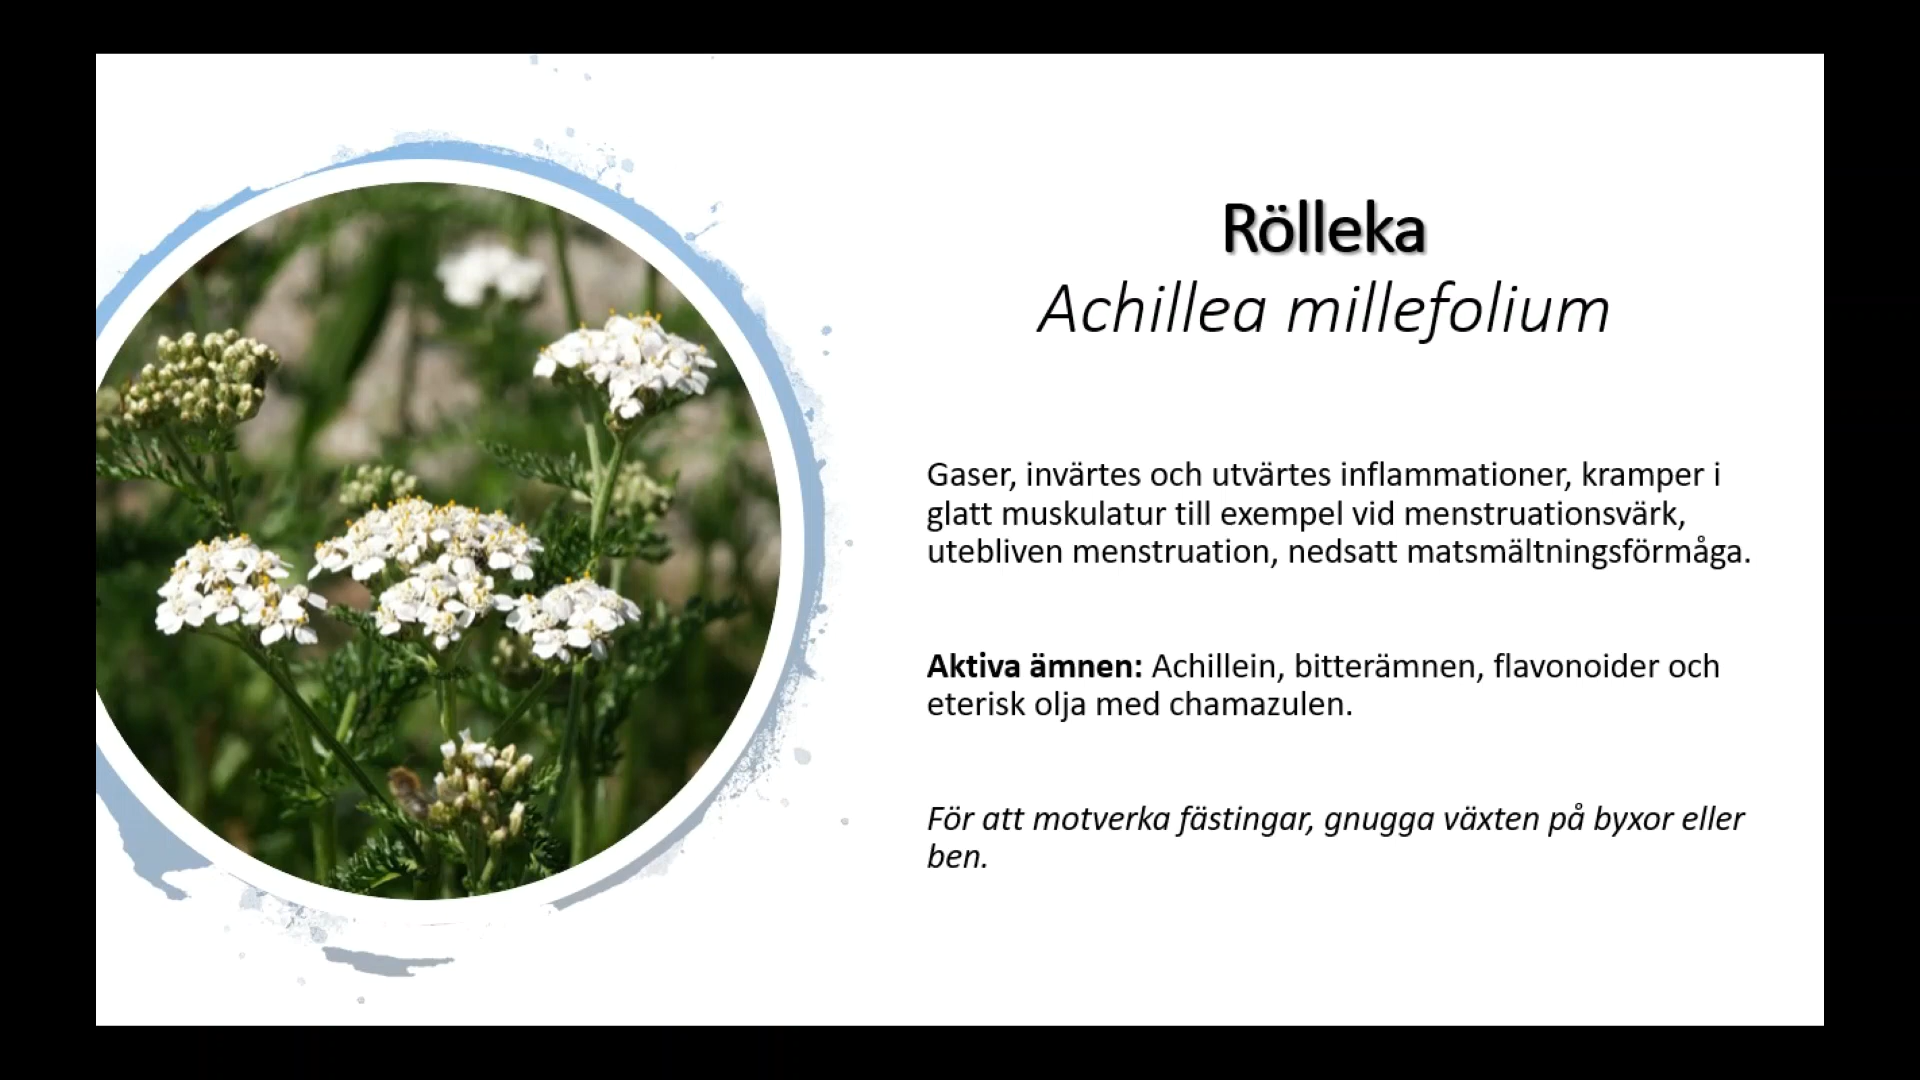 Rölleka
Achillea millefolium
Gaser, invärtes och utvärtes inflammationer, kramper i
glatt muskulatur till exempel vid menstruationsvärk,
utebliven menstruation, nedsatt matsmältningsförmåga.
Aktiva ämnen: Achillein, bitterämnen, flavonoider och
eterisk olja med chamazulen.
För att motverka fästingar, gnugga växten på byxor eller
ben.